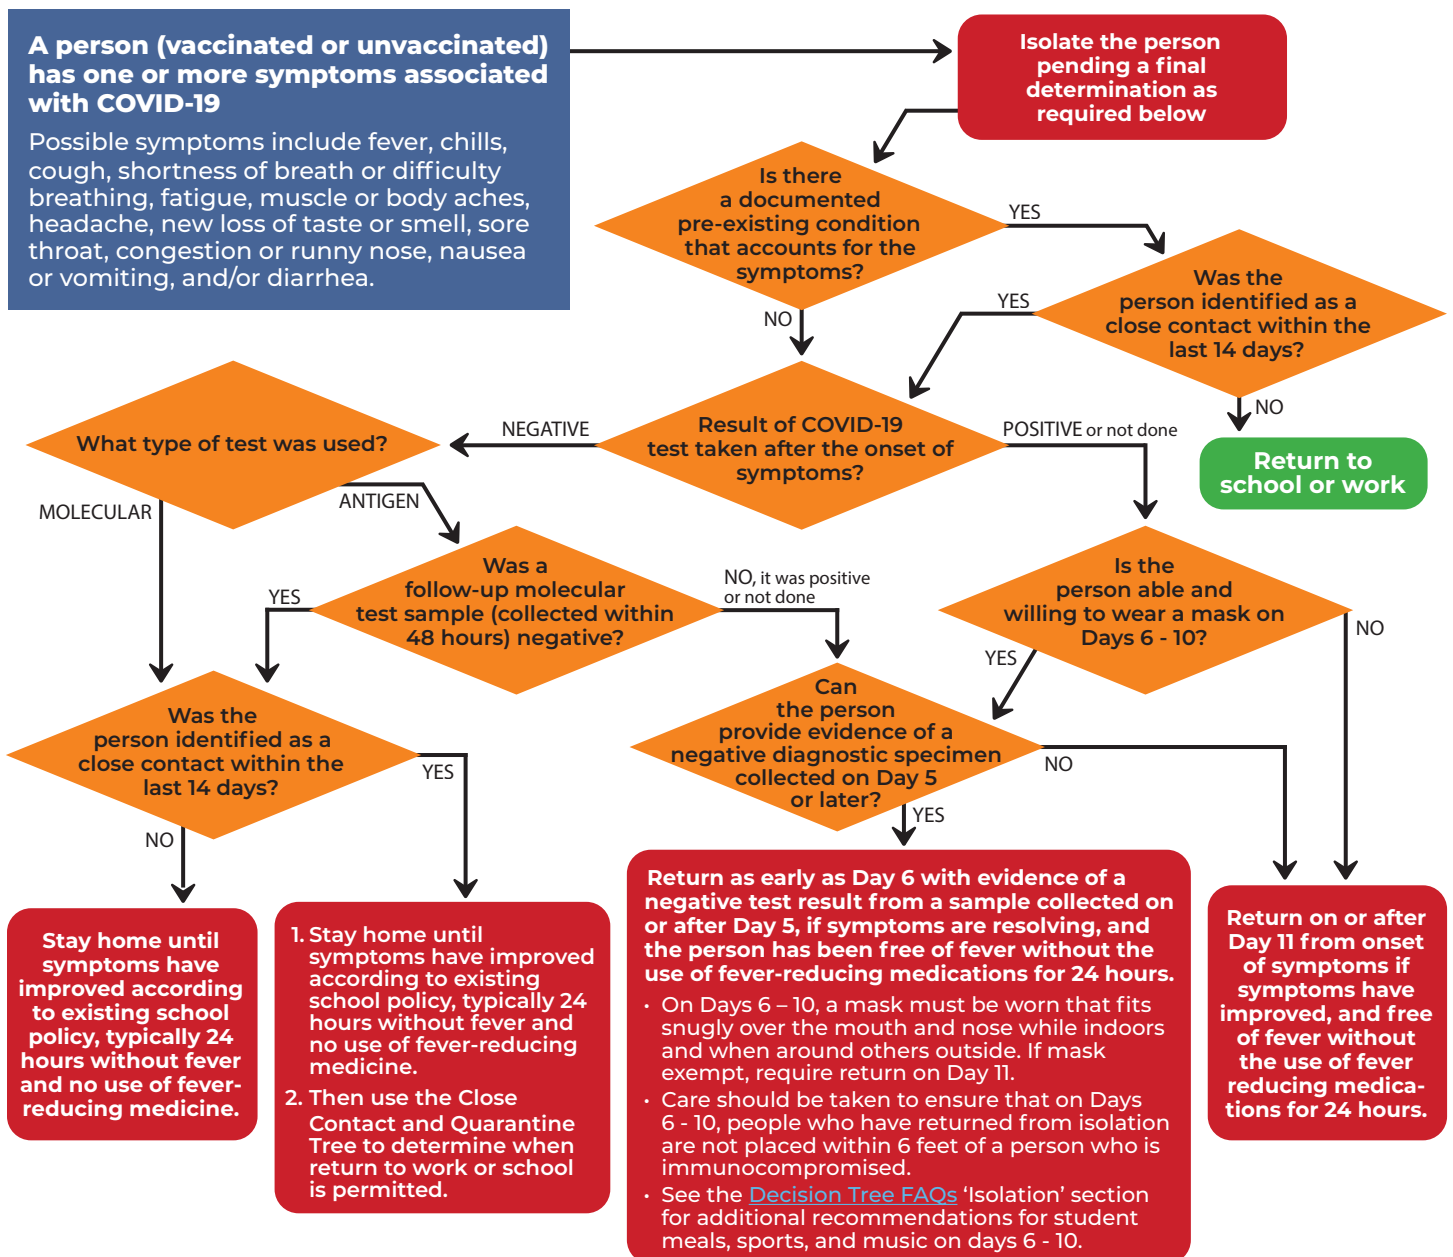 A person (vaccinated or unvaccinated)
has one or more symptoms associated
with COVID-19
Possible symptoms include fever, chills,
cough, shortness of breath or difficulty
breathing, fatigue, muscle or body aches,
headache, new loss of taste or smell, sore
throat, congestion or runny nose, nausea
or vomiting, and/or diarrhea.
Isolate the person
pending a final
determination as
required below
Is there
a documented
pre-existing condition
that accounts for the
symptoms?
YES
NO
Was the
person identified as a
close contact within the
last 14 days?
YES
NO
Return to
school or work
Result of COVID-19
test taken after the onset of
symptoms?
NEGATIVE
POSITIVE or not done
What type of test was used?
MOLECULAR
ANTIGEN
Was a
follow-up molecular
test sample (collected within
48 hours) negative?
YES
NO, it was positive
or not done
Is the
person able and
willing to wear a mask on
Days 6 - 10?
YES
NO
Was the
person identified as a
close contact within the
last 14 days?
YES
NO
Can
the person
provide evidence of a
negative diagnostic specimen
collected on Day 5
or later?
NO
YES
Stay home until
symptoms have
improved according
to existing school
policy, typically 24
hours without fever
and no use of fever-
reducing medicine.
1. Stay home until
symptoms have improved
according to existing
school policy, typically 24
hours without fever and
no use of fever-reducing
medicine.
2. Then use the Close
Contact and Quarantine
Tree to determine when
return to work or school
is permitted.
Return as early as Day 6 with evidence of a
negative test result from a sample collected on
or after Day 5, if symptoms are resolving, and
the person has been free of fever without the
use of fever-reducing medications for 24 hours.
· On Days 6 – 10, a mask must be worn that fits
snugly over the mouth and nose while indoors
and when around others outside. If mask
exempt, require return on Day 11.
· Care should be taken to ensure that on Days
6 - 10, people who have returned from isolation
are not placed within 6 feet of a person who is
immunocompromised.
· See the Decision Tree FAQs ‘Isolation’ section
for additional recommendations for student
meals, sports, and music on days 6 - 10.
Return on or after
Day 11 from onset
of symptoms if
symptoms have
improved, and free
of fever without
the use of fever
reducing medica-
tions for 24 hours.